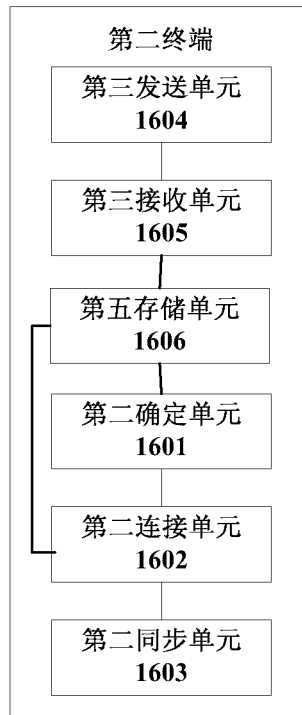 第二终端
第三发送单元
1604
第三接收单元
1605
第五存储单元
1606
第二确定单元
1601
第二连接单元
1602
第二同步单元
1603